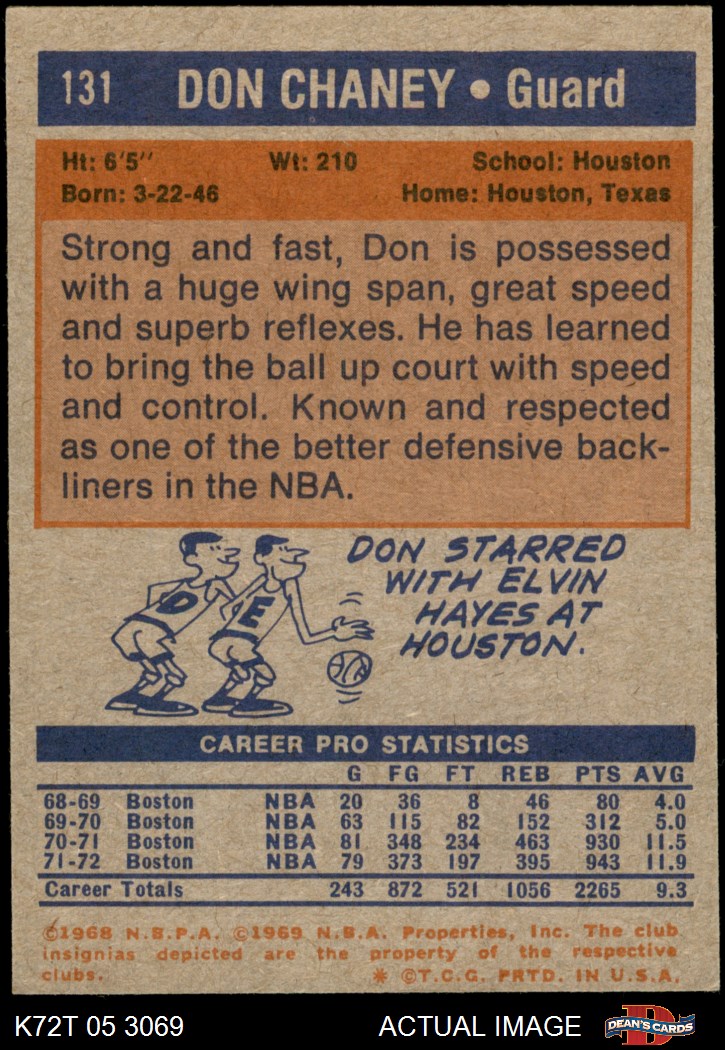 131 DON CHANEY • Guard
Ht: 6'5" Wt: 210 School: Houston
Born: 3-22-46 Home: Houston, Texas
Strong and fast, Don is possessed
with a huge wing span, great speed
and superb reflexes. He has learned
to bring the ball up court with speed
and control. Known and respected
as one of the better defensive back-
liners in the NBA.
D E
DON STARRED
WITH ELVIN
HAYES AT
HOUSTON.
CAREER PRO STATISTICS
G FG FT REB PTS AVG
68-69 Boston NBA 20 36 8 46 80 4.0
69-70 Boston NBA 63 115 82 152 312 5.0
70-71 Boston NBA 81 348 234 463 930 11.5
71-72 Boston NBA 79 373 197 395 943 11.9
Career Totals 243 872 521 1056 2265 9.3
©1968 N.B.P.A. ©1969 N.B.A. Properties, Inc. The club
insignias depicted are the property of the respective
clubs. * ©T.C.G. PRTD. IN U.S.A.
K72T 05 3069 ACTUAL IMAGE D DEAN'S CARDS